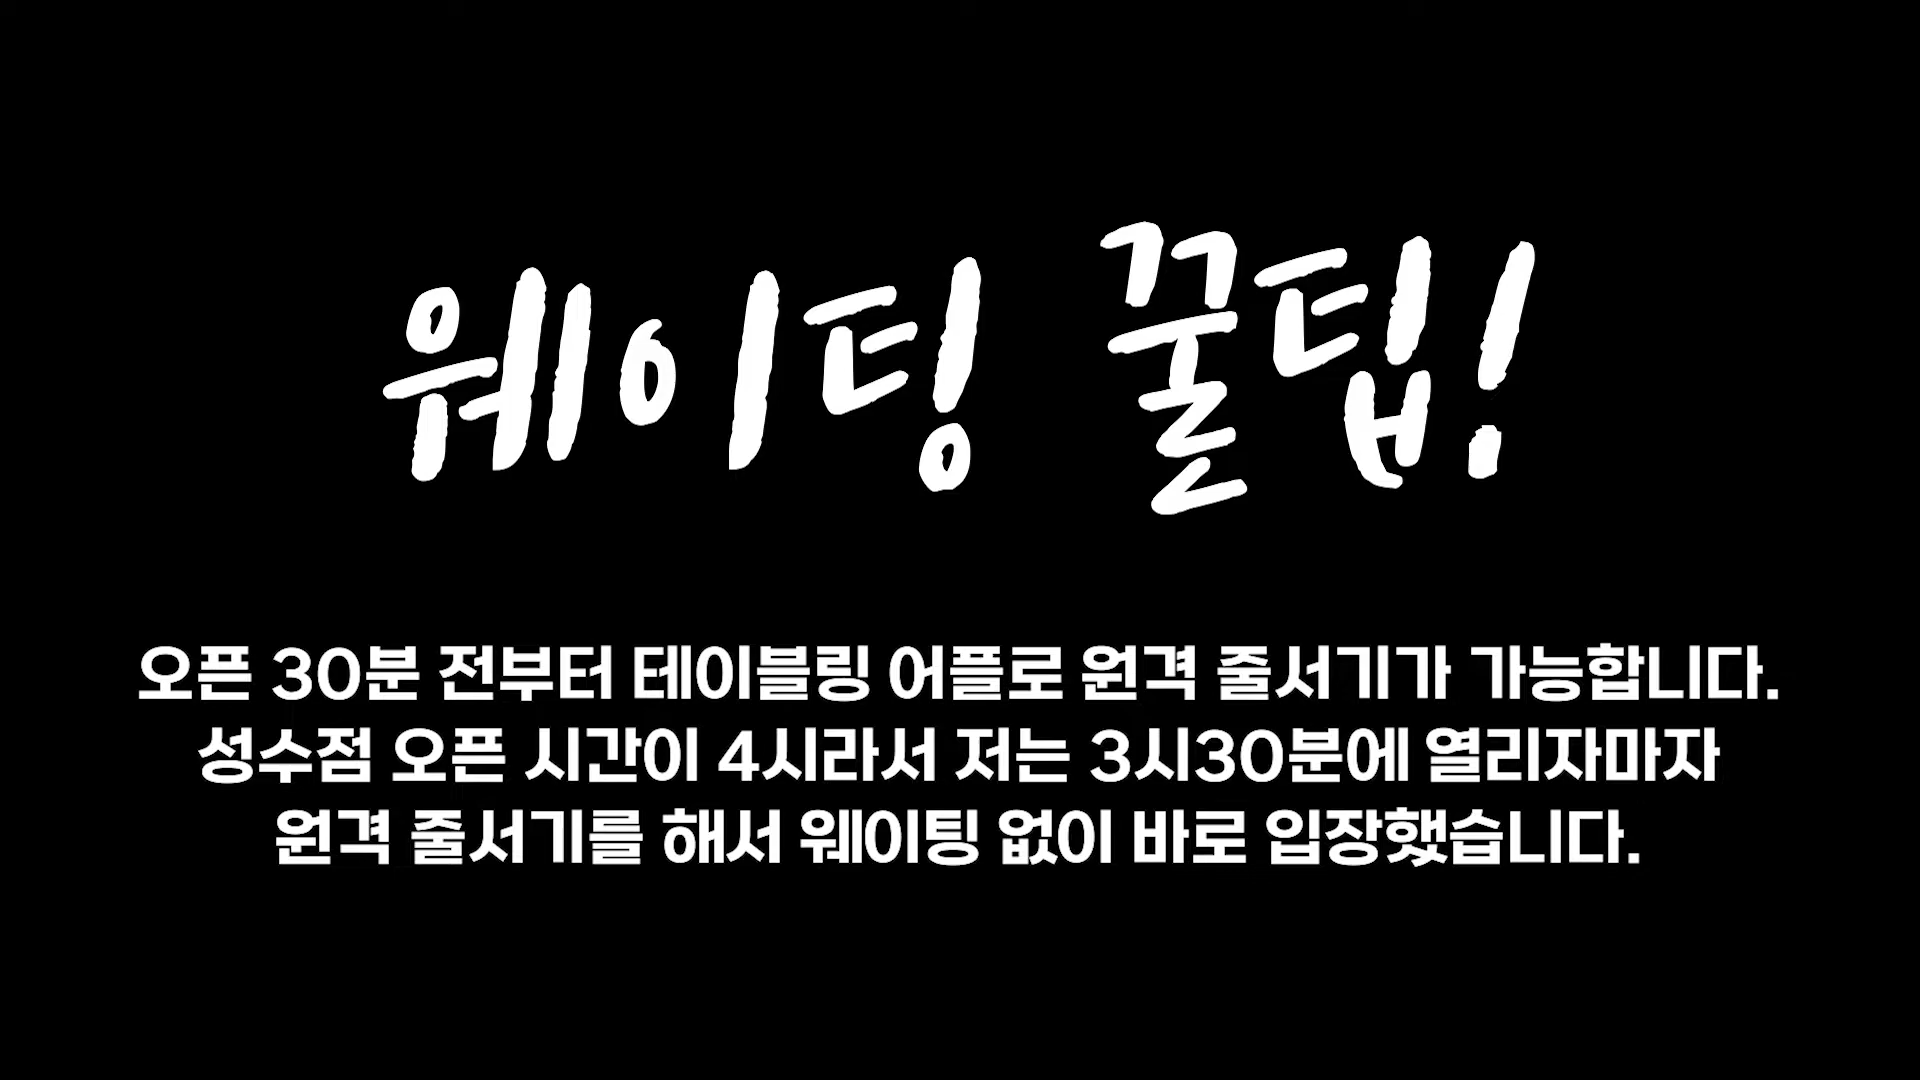 웨이팅 꿀팁!
오픈 30분 전부터 테이블링 어플로 원격 줄서기가 가능합니다.
성수점 오픈 시간이 4시라서 저는 3시30분에 열리자마자
원격 줄서기를 해서 웨이팅 없이 바로 입장했습니다.